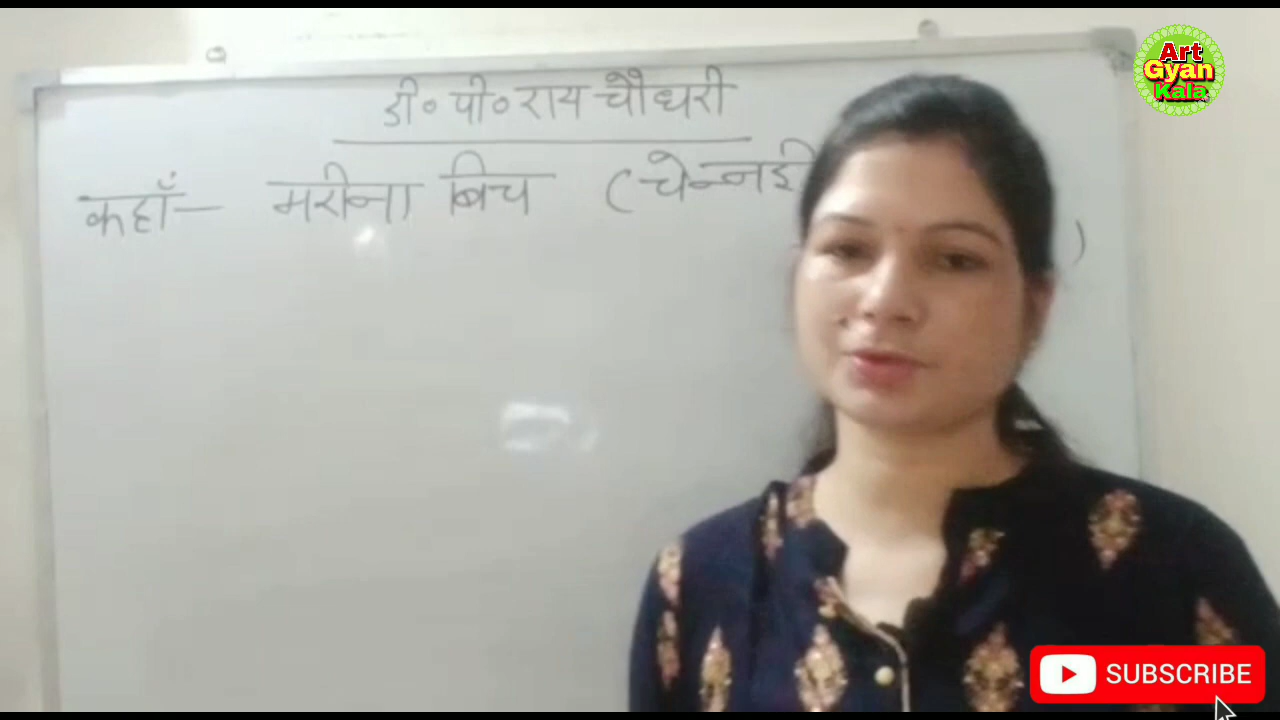 डी॰ पी॰ राय चौधरी
कहाँ— मरीना बिच (चेन्नई
)
Art
Gyan
Kala
SUBSCRIBE